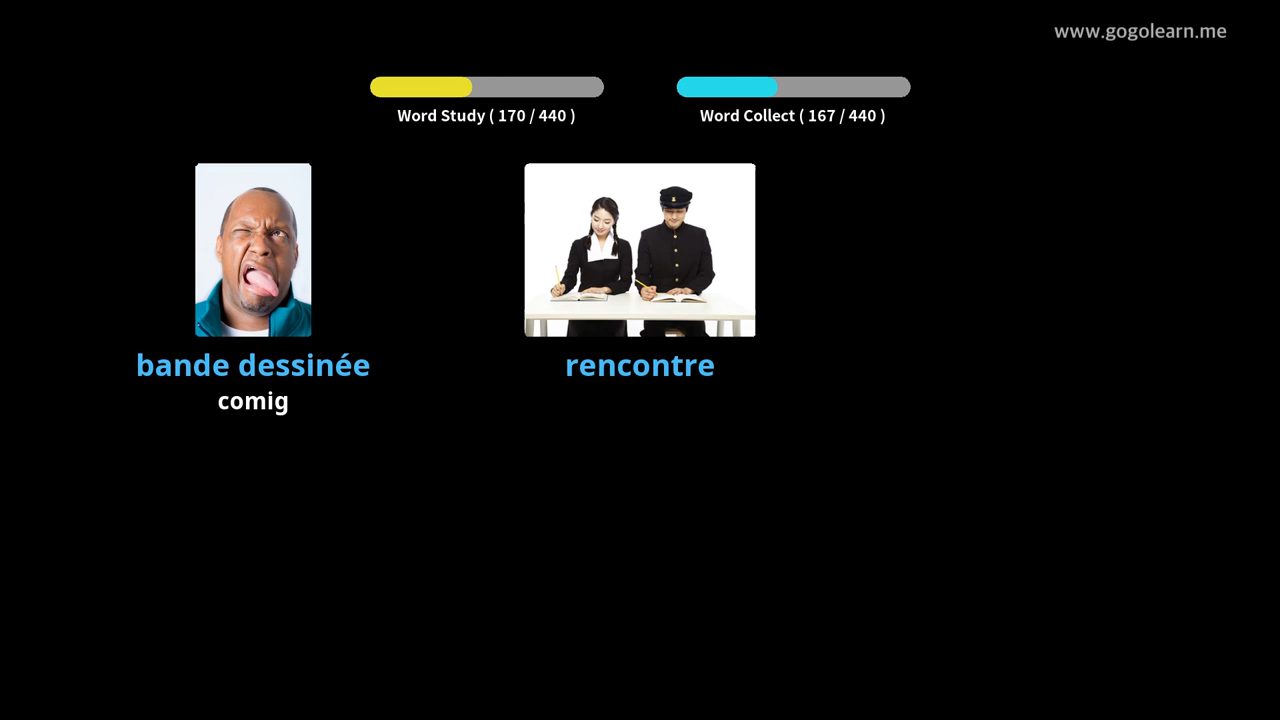 www.gogolearn.me
Word Study ( 170 / 440 )
Word Collect ( 167 / 440 )
bande dessinée
comig
rencontre